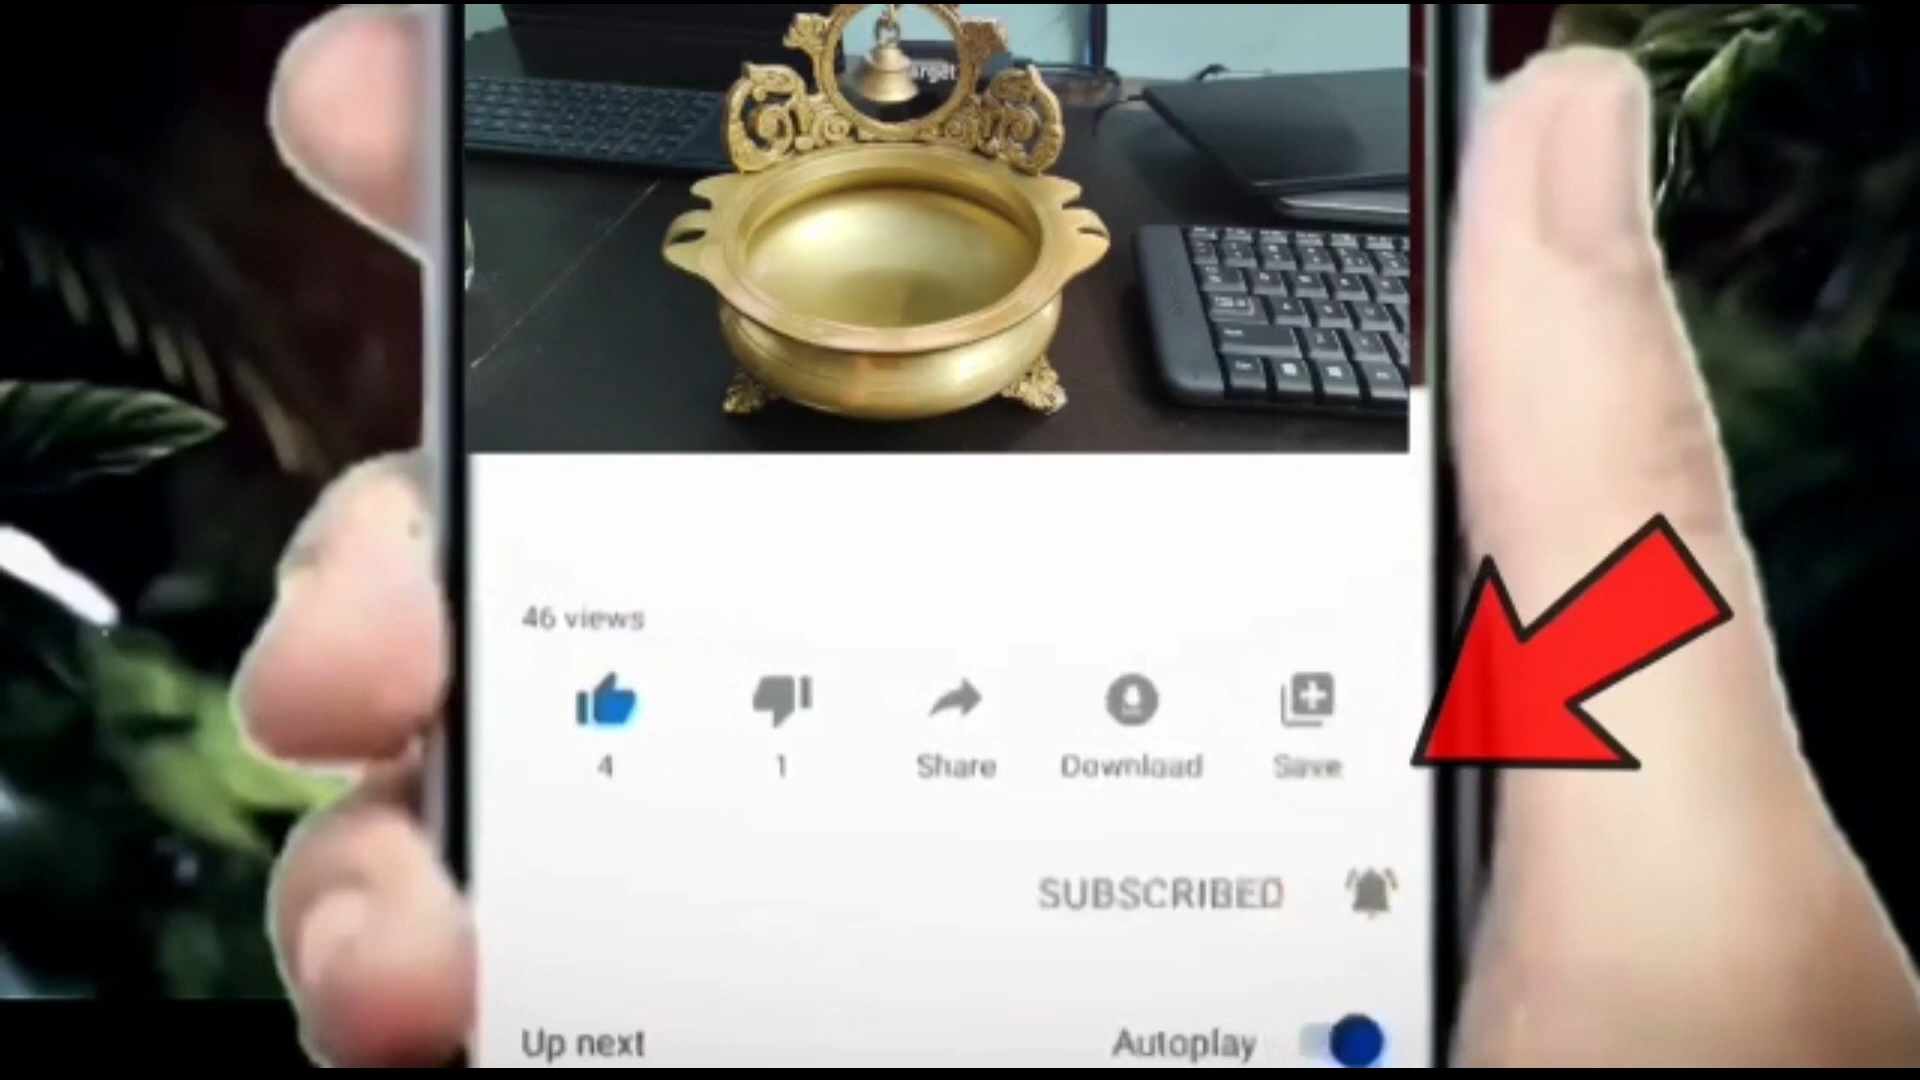 46 views
4
1
Share
Download
Save
SUBSCRIBED
Up next
Autoplay